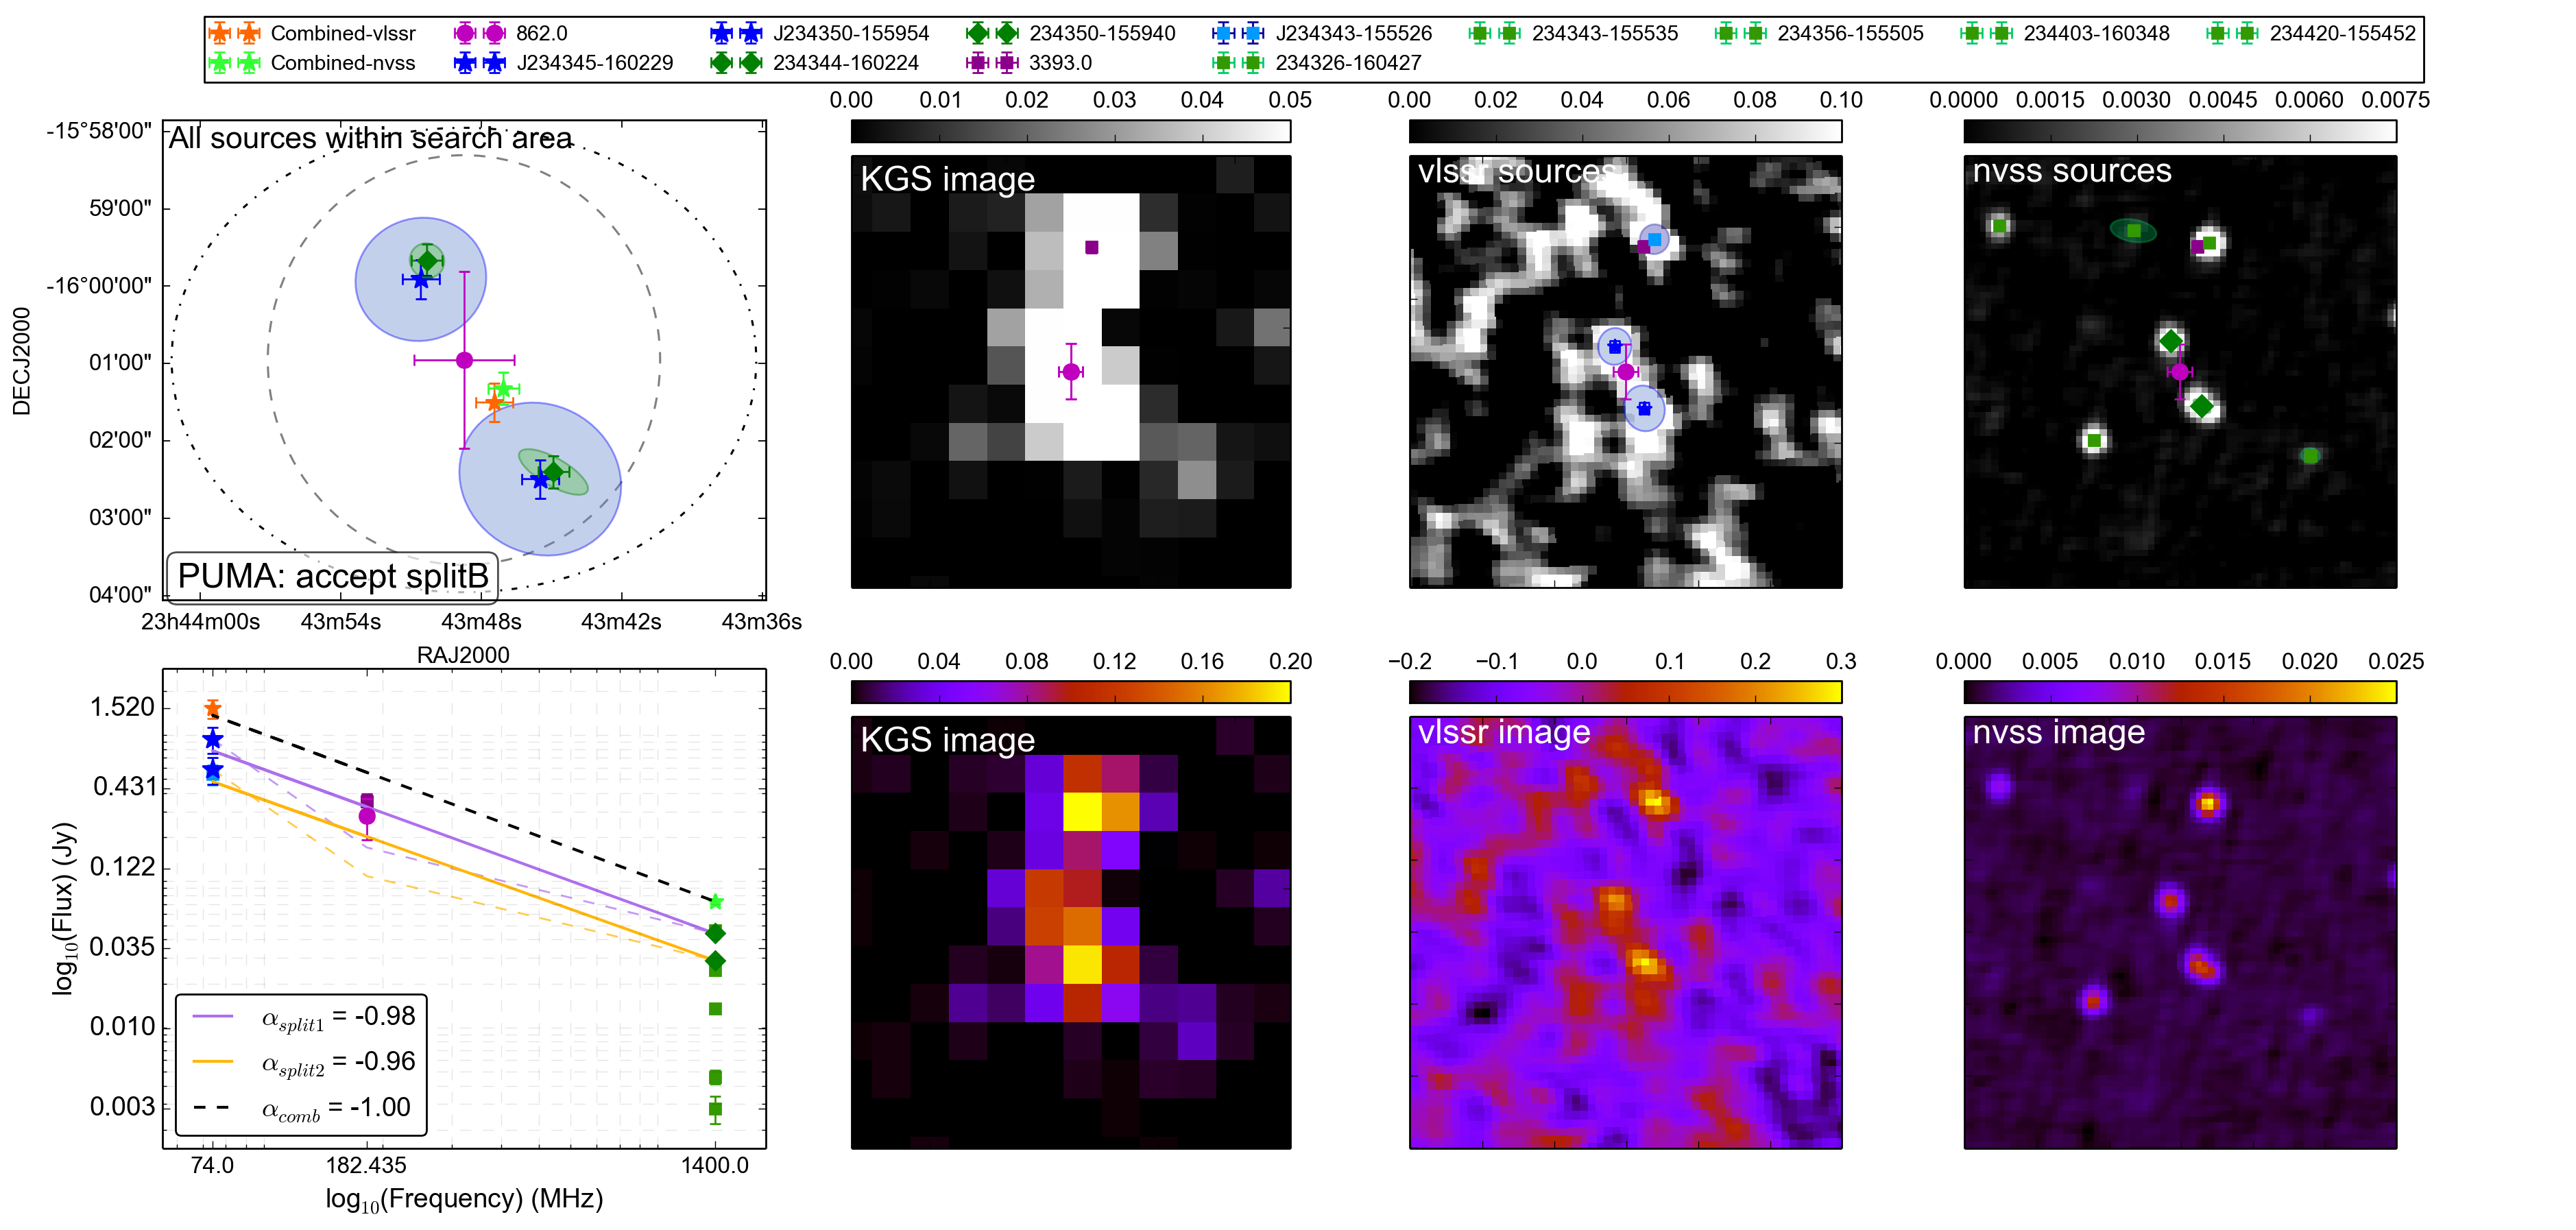 Combined-vlssr 862.0 J234350-155954 234350-155940 J234343-155526 234343-155535 234356-155505 234403-160348 234420-155452
Combined-nvss J234345-160229 234344-160224 3393.0 234326-160427
0.00 0.01 0.02 0.03 0.04 0.05
0.00 0.02 0.04 0.06 0.08 0.10
0.0000 0.0015 0.0030 0.0045 0.0060 0.0075
All sources within search area
-15°58'00"
59'00"
-16°00'00"
01'00"
02'00"
03'00"
04'00"
DECJ2000
PUMA: accept splitB
23h44m00s 43m54s 43m48s 43m42s 43m36s
RAJ2000
KGS image
vlssr sources
nvss sources
0.00 0.04 0.08 0.12 0.16 0.20
−0.2 −0.1 0.0 0.1 0.2 0.3
0.000 0.005 0.010 0.015 0.020 0.025
KGS image
vlssr image
nvss image
1.520
0.431
0.122
0.035
0.010
0.003
log₁₀(Flux) (Jy)
α_split1 = -0.98
α_split2 = -0.96
α_comb = -1.00
74.0 182.435 1400.0
log₁₀(Frequency) (MHz)